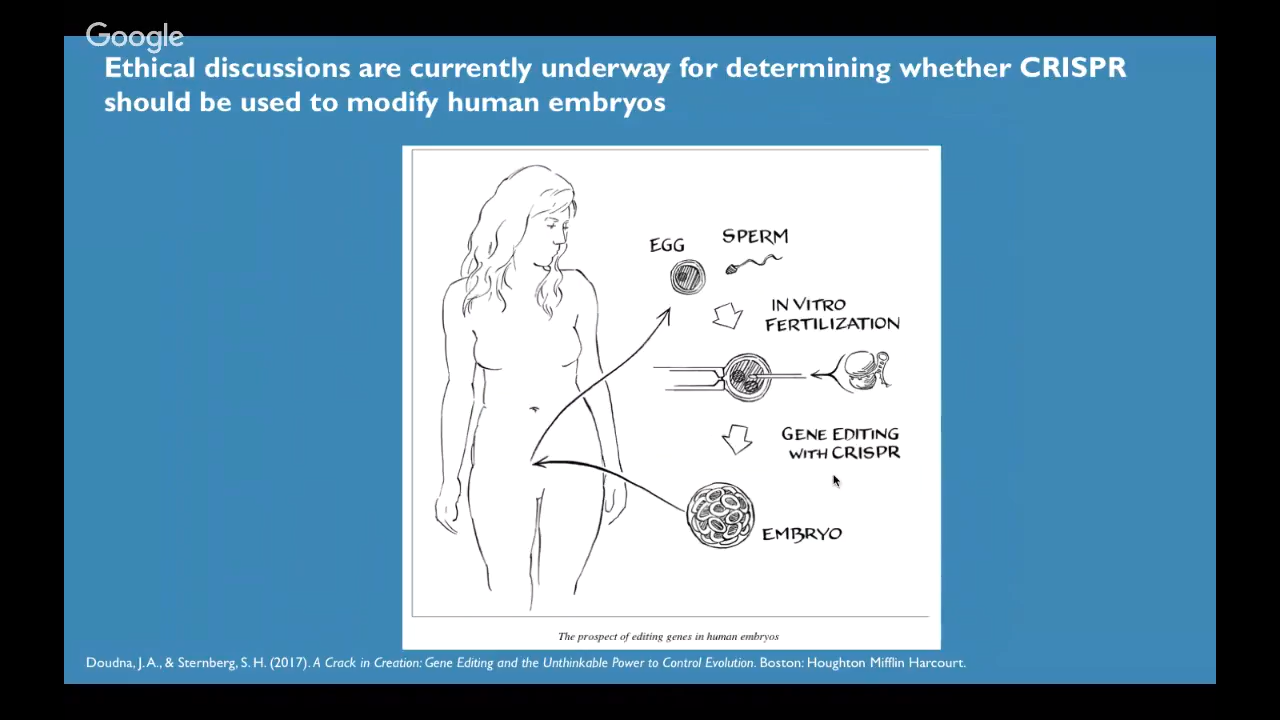 Google
Ethical discussions are currently underway for determining whether CRISPR
should be used to modify human embryos
EGG
SPERM
IN VITRO
FERTILIZATION
GENE EDITING
WITH CRISPR
EMBRYO
The prospect of editing genes in human embryos
Doudna, J. A., & Sternberg, S. H. (2017). A Crack in Creation: Gene Editing and the Unthinkable Power to Control Evolution. Boston: Houghton Mifflin Harcourt.